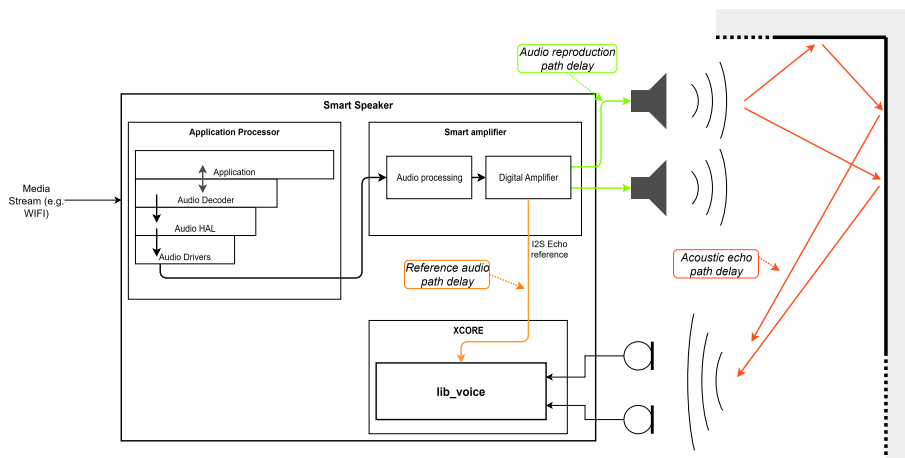 Audio reproduction
path delay
Smart Speaker
Application Processor
Smart amplifier
Application
Audio processing
Digital Amplifier
Media
Stream (e.g.
WIFI)
Audio Decoder
Audio HAL
Audio Drivers
I2S Echo
reference
Reference audio
path delay
Acoustic echo
path delay
XCORE
lib_voice